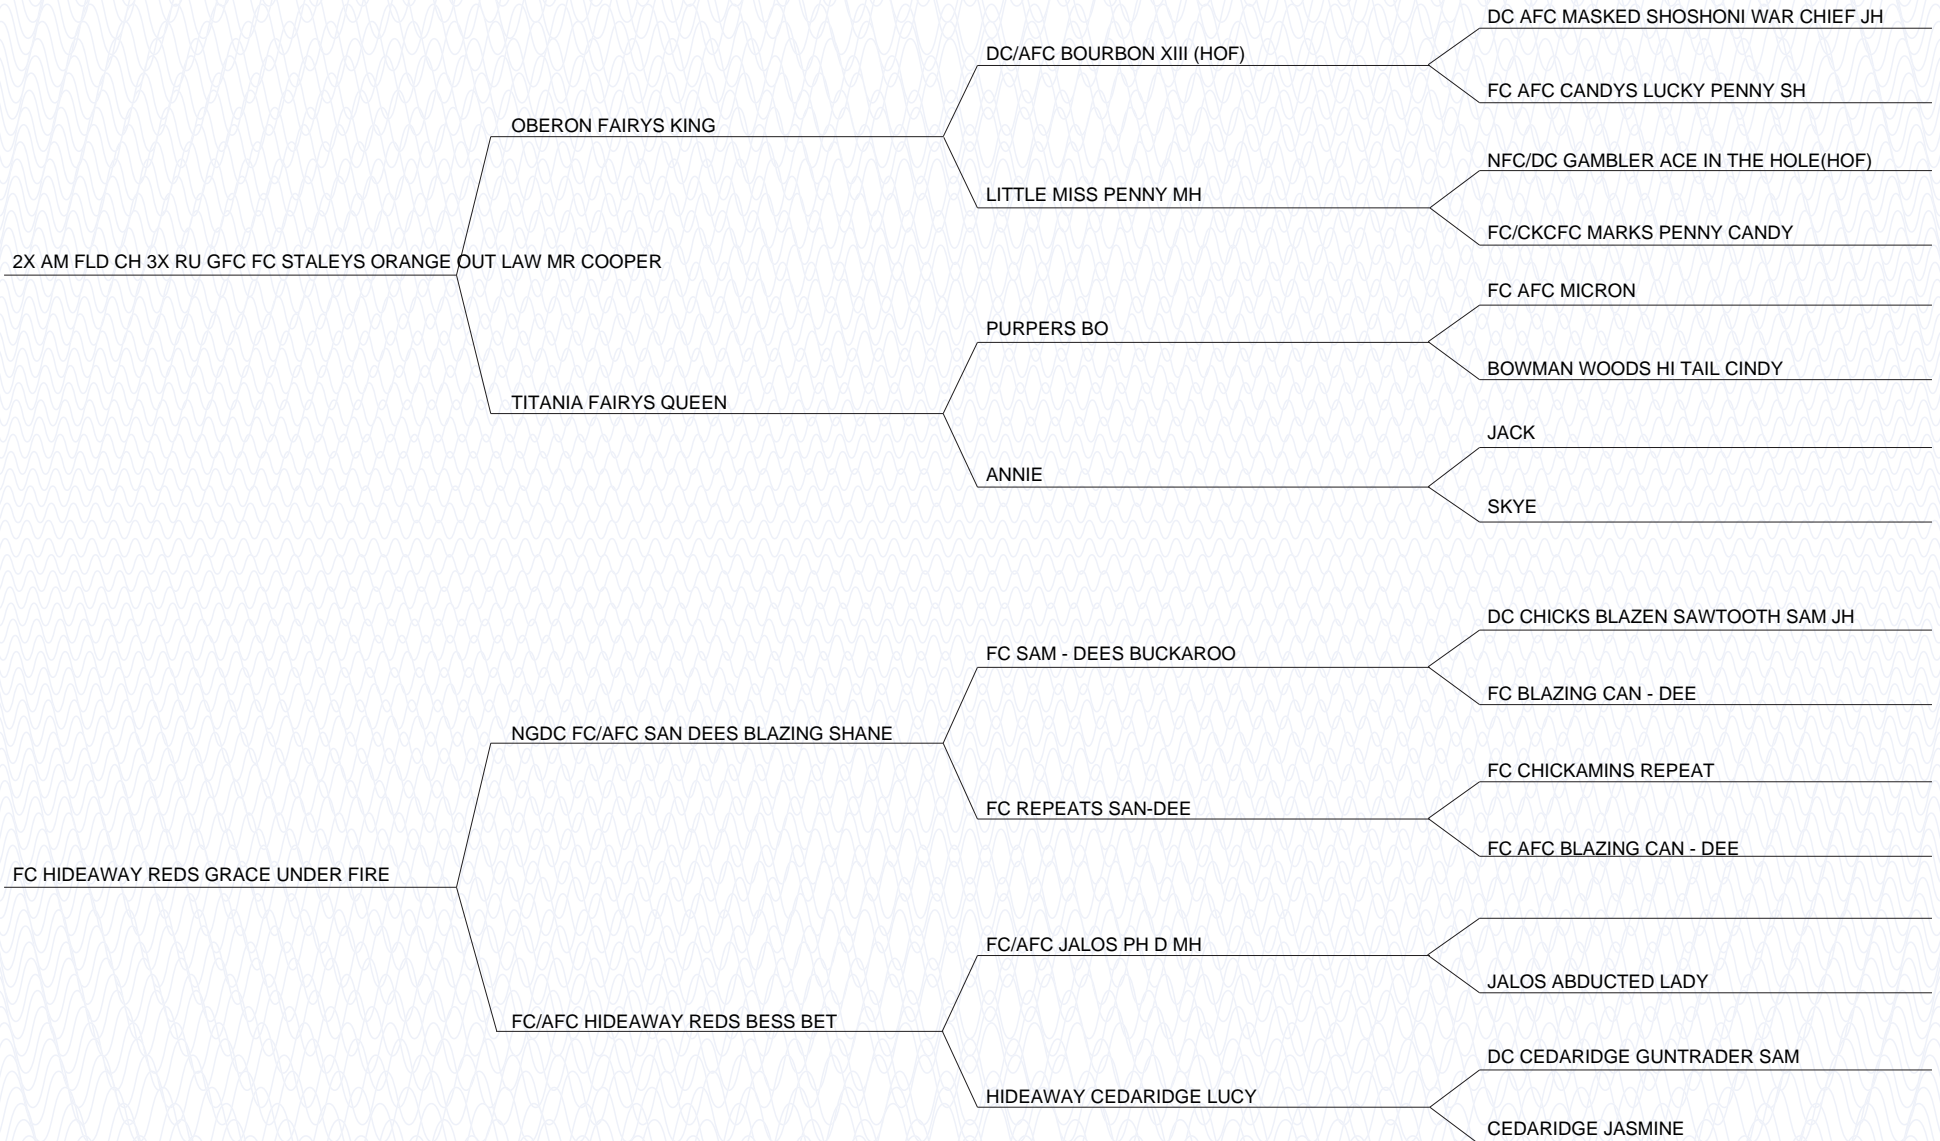 DC AFC MASKED SHOSHONI WAR CHIEF JH
DC/AFC BOURBON XIII (HOF)
FC AFC CANDYS LUCKY PENNY SH
OBERON FAIRYS KING
NFC/DC GAMBLER ACE IN THE HOLE(HOF)
LITTLE MISS PENNY MH
FC/CKCFC MARKS PENNY CANDY
2X AM FLD CH 3X RU GFC FC STALEYS ORANGE OUT LAW MR COOPER
FC AFC MICRON
PURPERS BO
BOWMAN WOODS HI TAIL CINDY
TITANIA FAIRYS QUEEN
JACK
ANNIE
SKYE
DC CHICKS BLAZEN SAWTOOTH SAM JH
FC SAM - DEES BUCKAROO
FC BLAZING CAN - DEE
NGDC FC/AFC SAN DEES BLAZING SHANE
FC CHICKAMINS REPEAT
FC REPEATS SAN-DEE
FC AFC BLAZING CAN - DEE
FC HIDEAWAY REDS GRACE UNDER FIRE
FC/AFC JALOS PH D MH
JALOS ABDUCTED LADY
FC/AFC HIDEAWAY REDS BESS BET
DC CEDARIDGE GUNTRADER SAM
HIDEAWAY CEDARIDGE LUCY
CEDARIDGE JASMINE